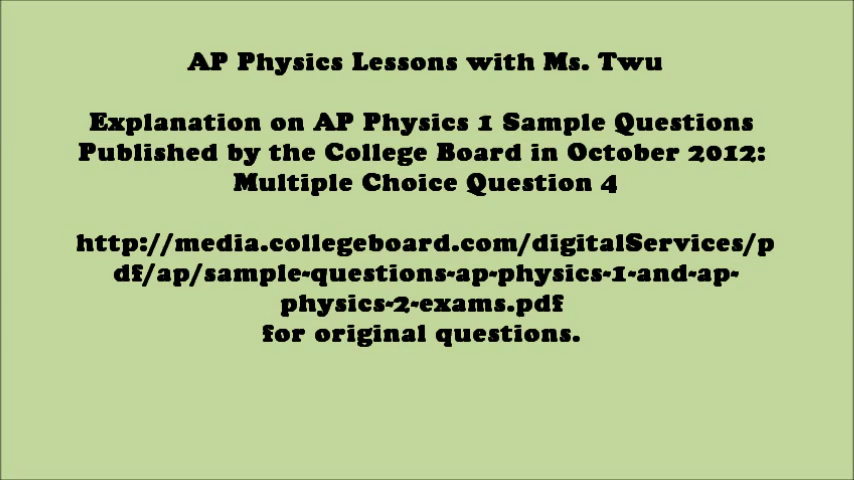 AP Physics Lessons with Ms. Twu
Explanation on AP Physics 1 Sample Questions
Published by the College Board in October 2012:
Multiple Choice Question 4
http://media.collegeboard.com/digitalServices/p
df/ap/sample-questions-ap-physics-1-and-ap-
physics-2-exams.pdf
for original questions.